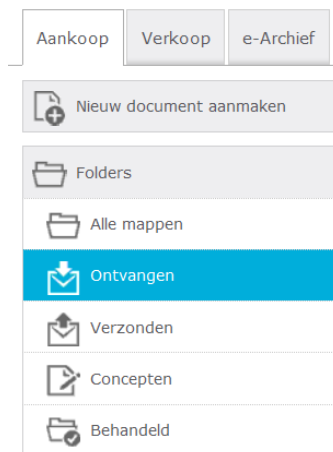 Aankoop Verkoop e-Archief
Nieuw document aanmaken
Folders
Alle mappen
Ontvangen
Verzonden
Concepten
Behandeld